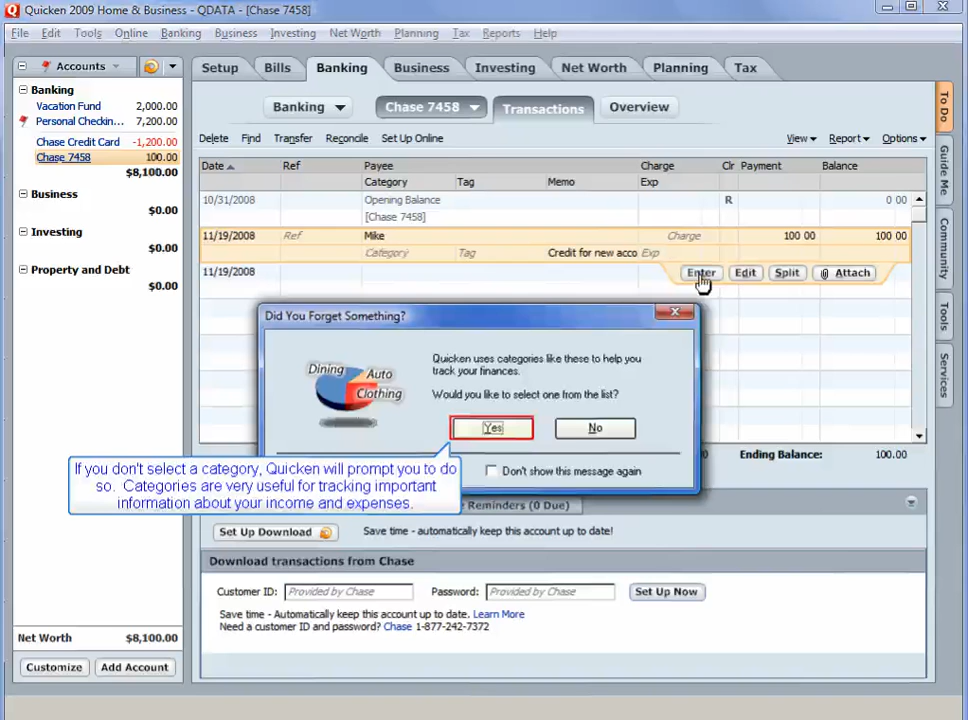 Quicken 2009 Home & Business - QDATA - [Chase 7458]
File Edit Tools Online Banking Business Investing Net Worth Planning Tax Reports Help
Accounts
Setup Bills Banking Business Investing Net Worth Planning Tax
Banking
Vacation Fund 2,000.00
Personal Checkin... 7,200.00
Chase Credit Card -1,200.00
Chase 7458 100.00
$8,100.00
Business
$0.00
Investing
$0.00
Property and Debt
$0.00
Banking Chase 7458 Transactions Overview
Delete Find Transfer Reconcile Set Up Online View Report Options
Date Ref Payee Charge Clr Payment Balance
Category Tag Memo Exp
10/31/2008 Opening Balance R 0 00
[Chase 7458]
11/19/2008 Ref Mike Charge 100 00 100 00
Category Tag Credit for new acco Exp
11/19/2008 Enter Edit Split Attach
Did You Forget Something?
Dining Auto Clothing
Quicken uses categories like these to help you
track your finances.
Would you like to select one from the list?
Yes No
Don't show this message again
If you don't select a category, Quicken will prompt you to do
so. Categories are very useful for tracking important
information about your income and expenses.
Ending Balance: 100.00
Reminders (0 Due)
Set Up Download Save time - automatically keep this account up to date!
Download transactions from Chase
Customer ID: Provided by Chase Password: Provided by Chase Set Up Now
Save time - Automatically keep this account up to date. Learn More
Need a customer ID and password? Chase 1-877-242-7372
Net Worth $8,100.00
Customize Add Account
To Do
Guide Me
Community
Tools
Services